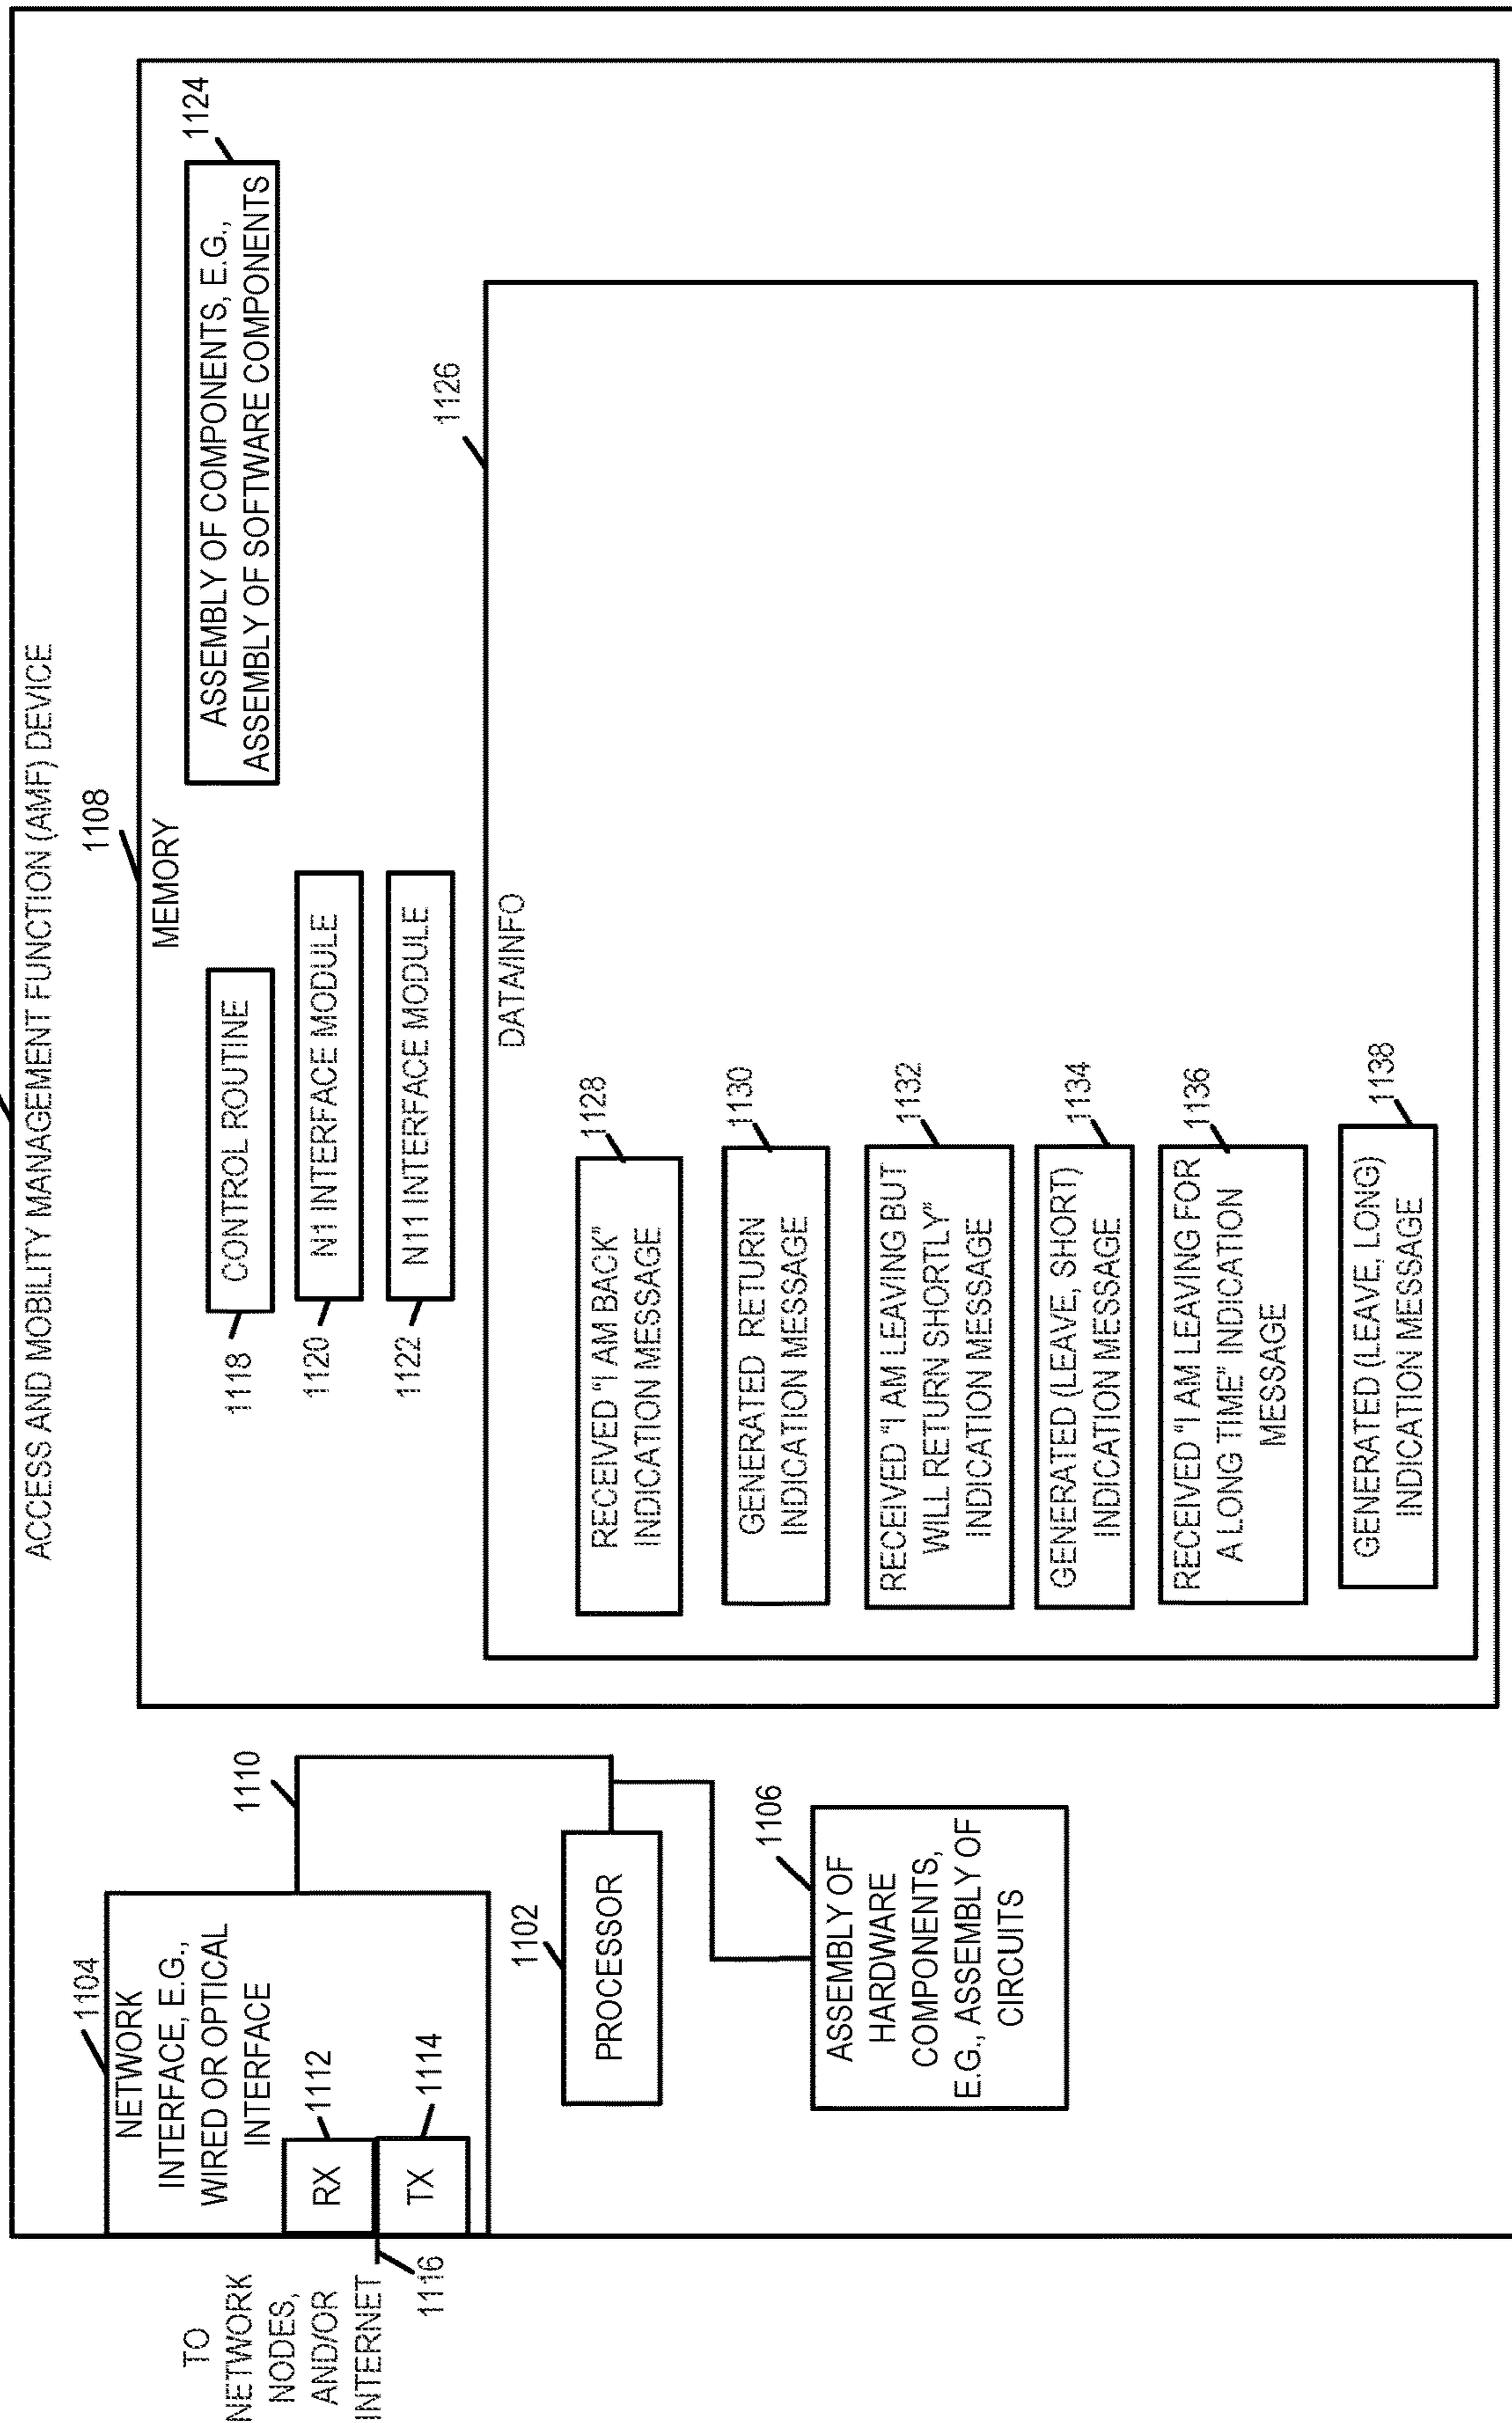 ACCESS AND MOBILITY MANAGEMENT FUNCTION (AMF) DEVICE
1104
NETWORK
INTERFACE, E.G.,
WIRED OR OPTICAL
INTERFACE
RX
1112
TX
1114
TO
NETWORK
NODES,
AND/OR
INTERNET
1116
1110
1102
PROCESSOR
1106
ASSEMBLY OF
HARDWARE
COMPONENTS,
E.G., ASSEMBLY OF
CIRCUITS
1108
MEMORY
CONTROL ROUTINE
1118
N1 INTERFACE MODULE
1120
N11 INTERFACE MODULE
1122
1124
ASSEMBLY OF COMPONENTS, E.G.,
ASSEMBLY OF SOFTWARE COMPONENTS
1126
DATA/INFO
RECEIVED "I AM BACK"
INDICATION MESSAGE
1128
GENERATED RETURN
INDICATION MESSAGE
1130
RECEIVED "I AM LEAVING BUT
WILL RETURN SHORTLY"
INDICATION MESSAGE
1132
GENERATED (LEAVE, SHORT)
INDICATION MESSAGE
1134
RECEIVED "I AM LEAVING FOR
A LONG TIME" INDICATION
MESSAGE
1136
GENERATED (LEAVE, LONG)
INDICATION MESSAGE
1138